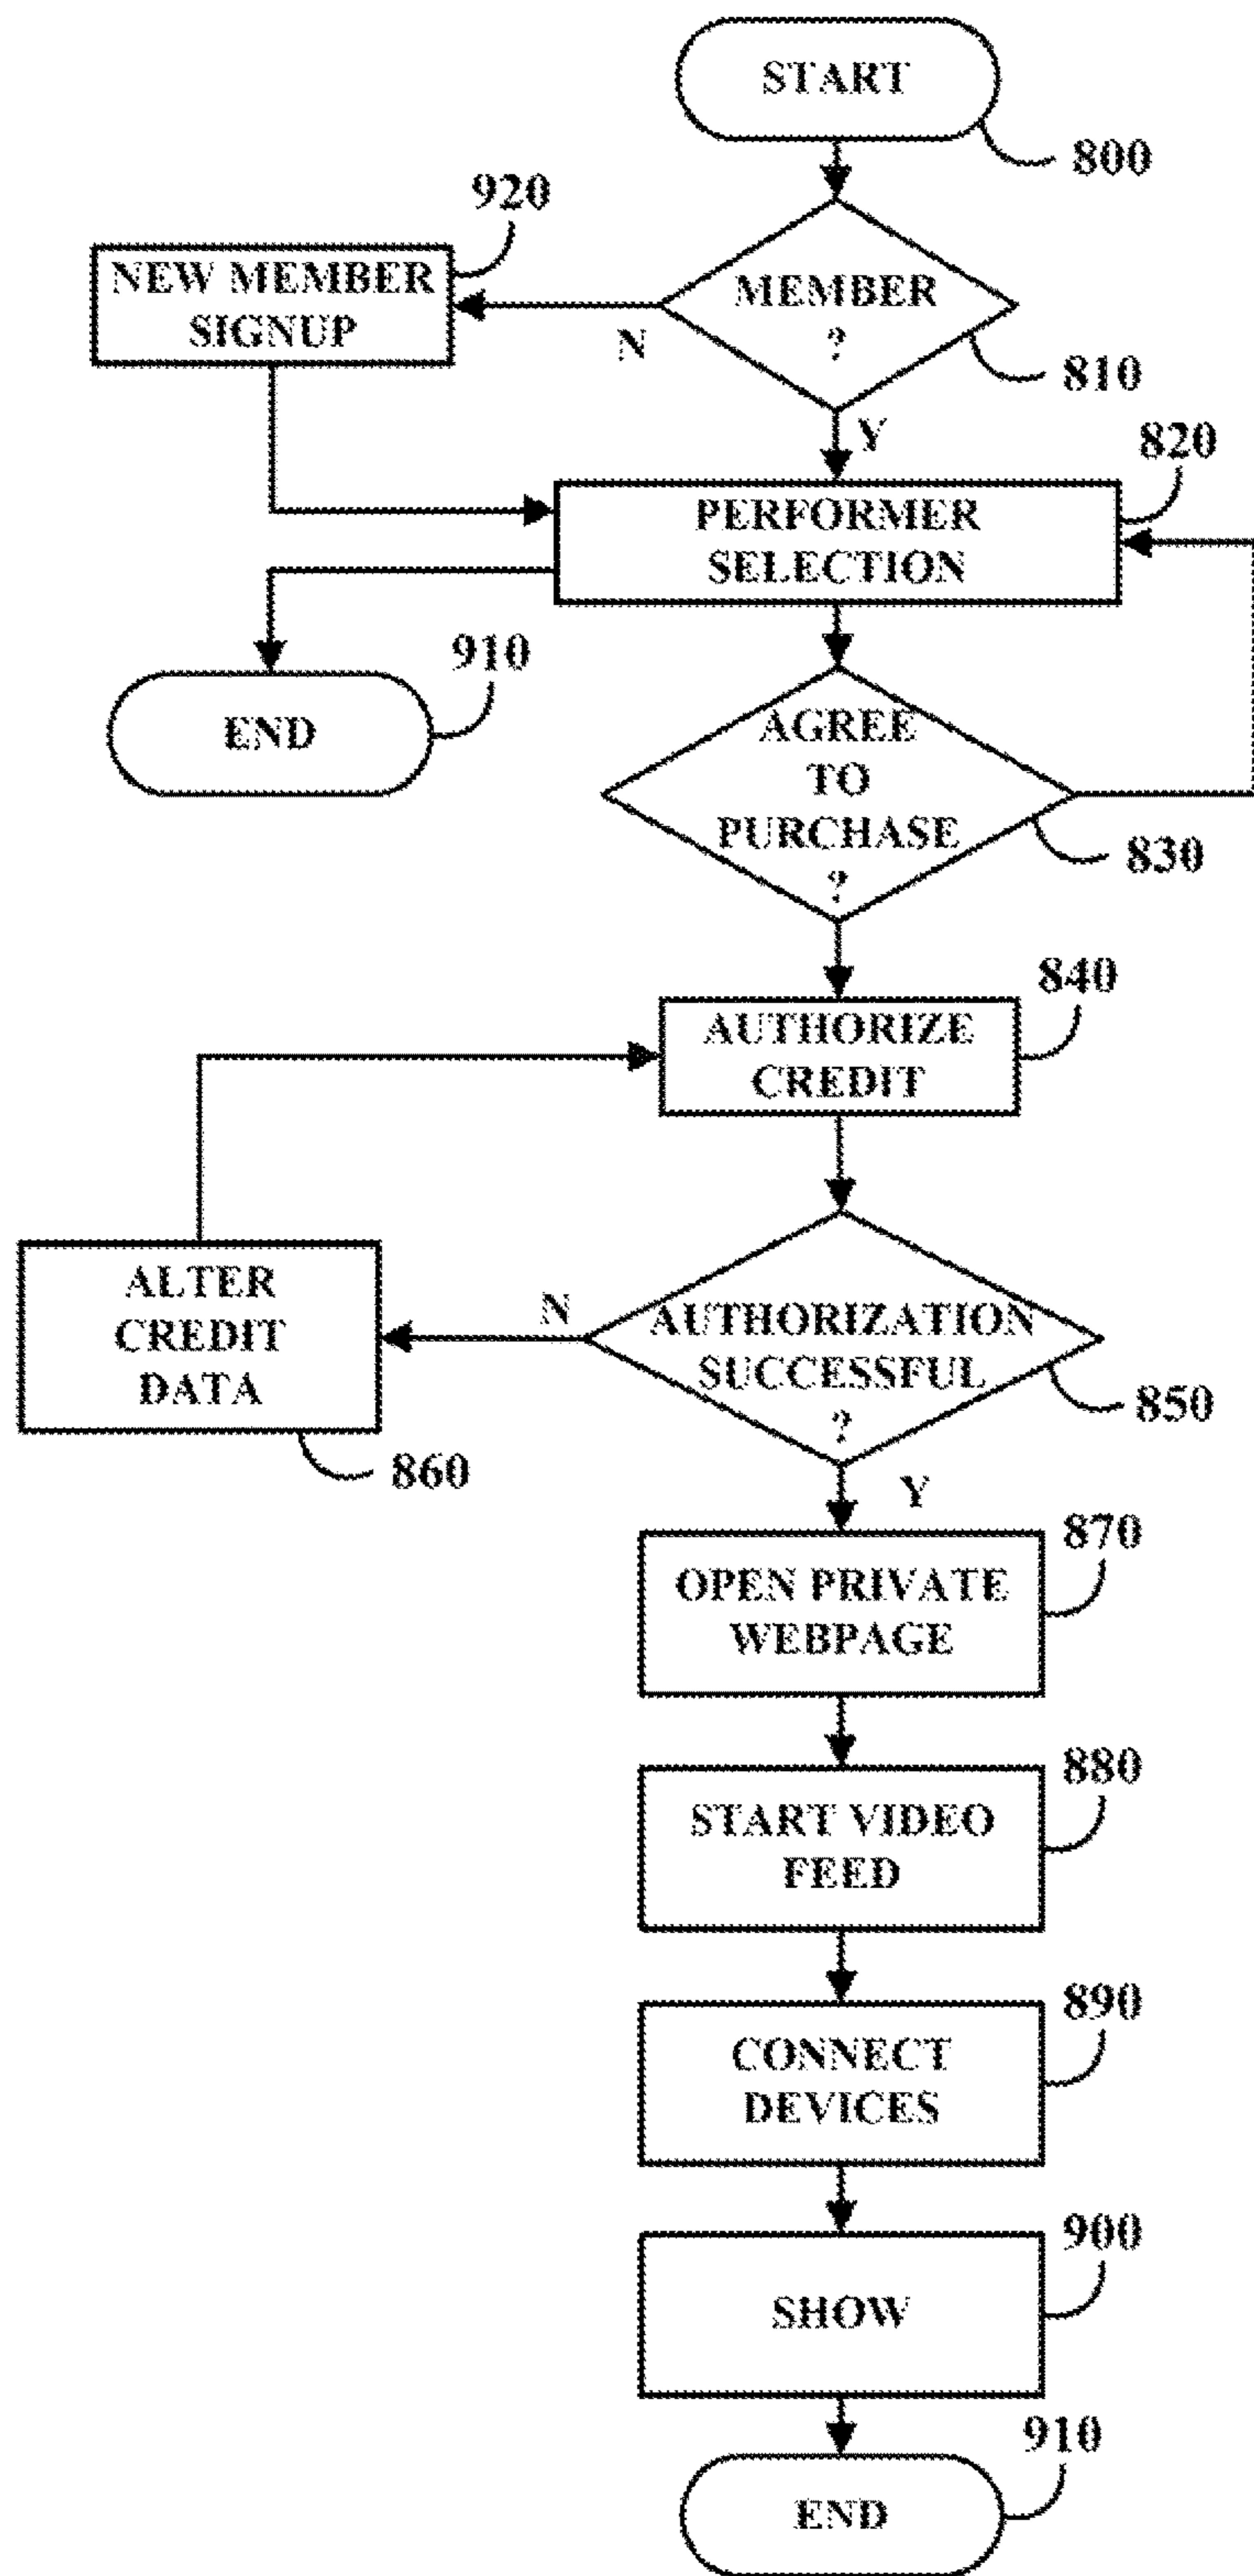 START
800
920
NEW MEMBER
SIGNUP
MEMBER
?
N
810
Y
820
PERFORMER
SELECTION
910
END
AGREE
TO
PURCHASE
?
830
840
AUTHORIZE
CREDIT
ALTER
CREDIT
DATA
N
AUTHORIZATION
SUCCESSFUL
?
850
860
Y
870
OPEN PRIVATE
WEBPAGE
880
START VIDEO
FEED
890
CONNECT
DEVICES
900
SHOW
910
END